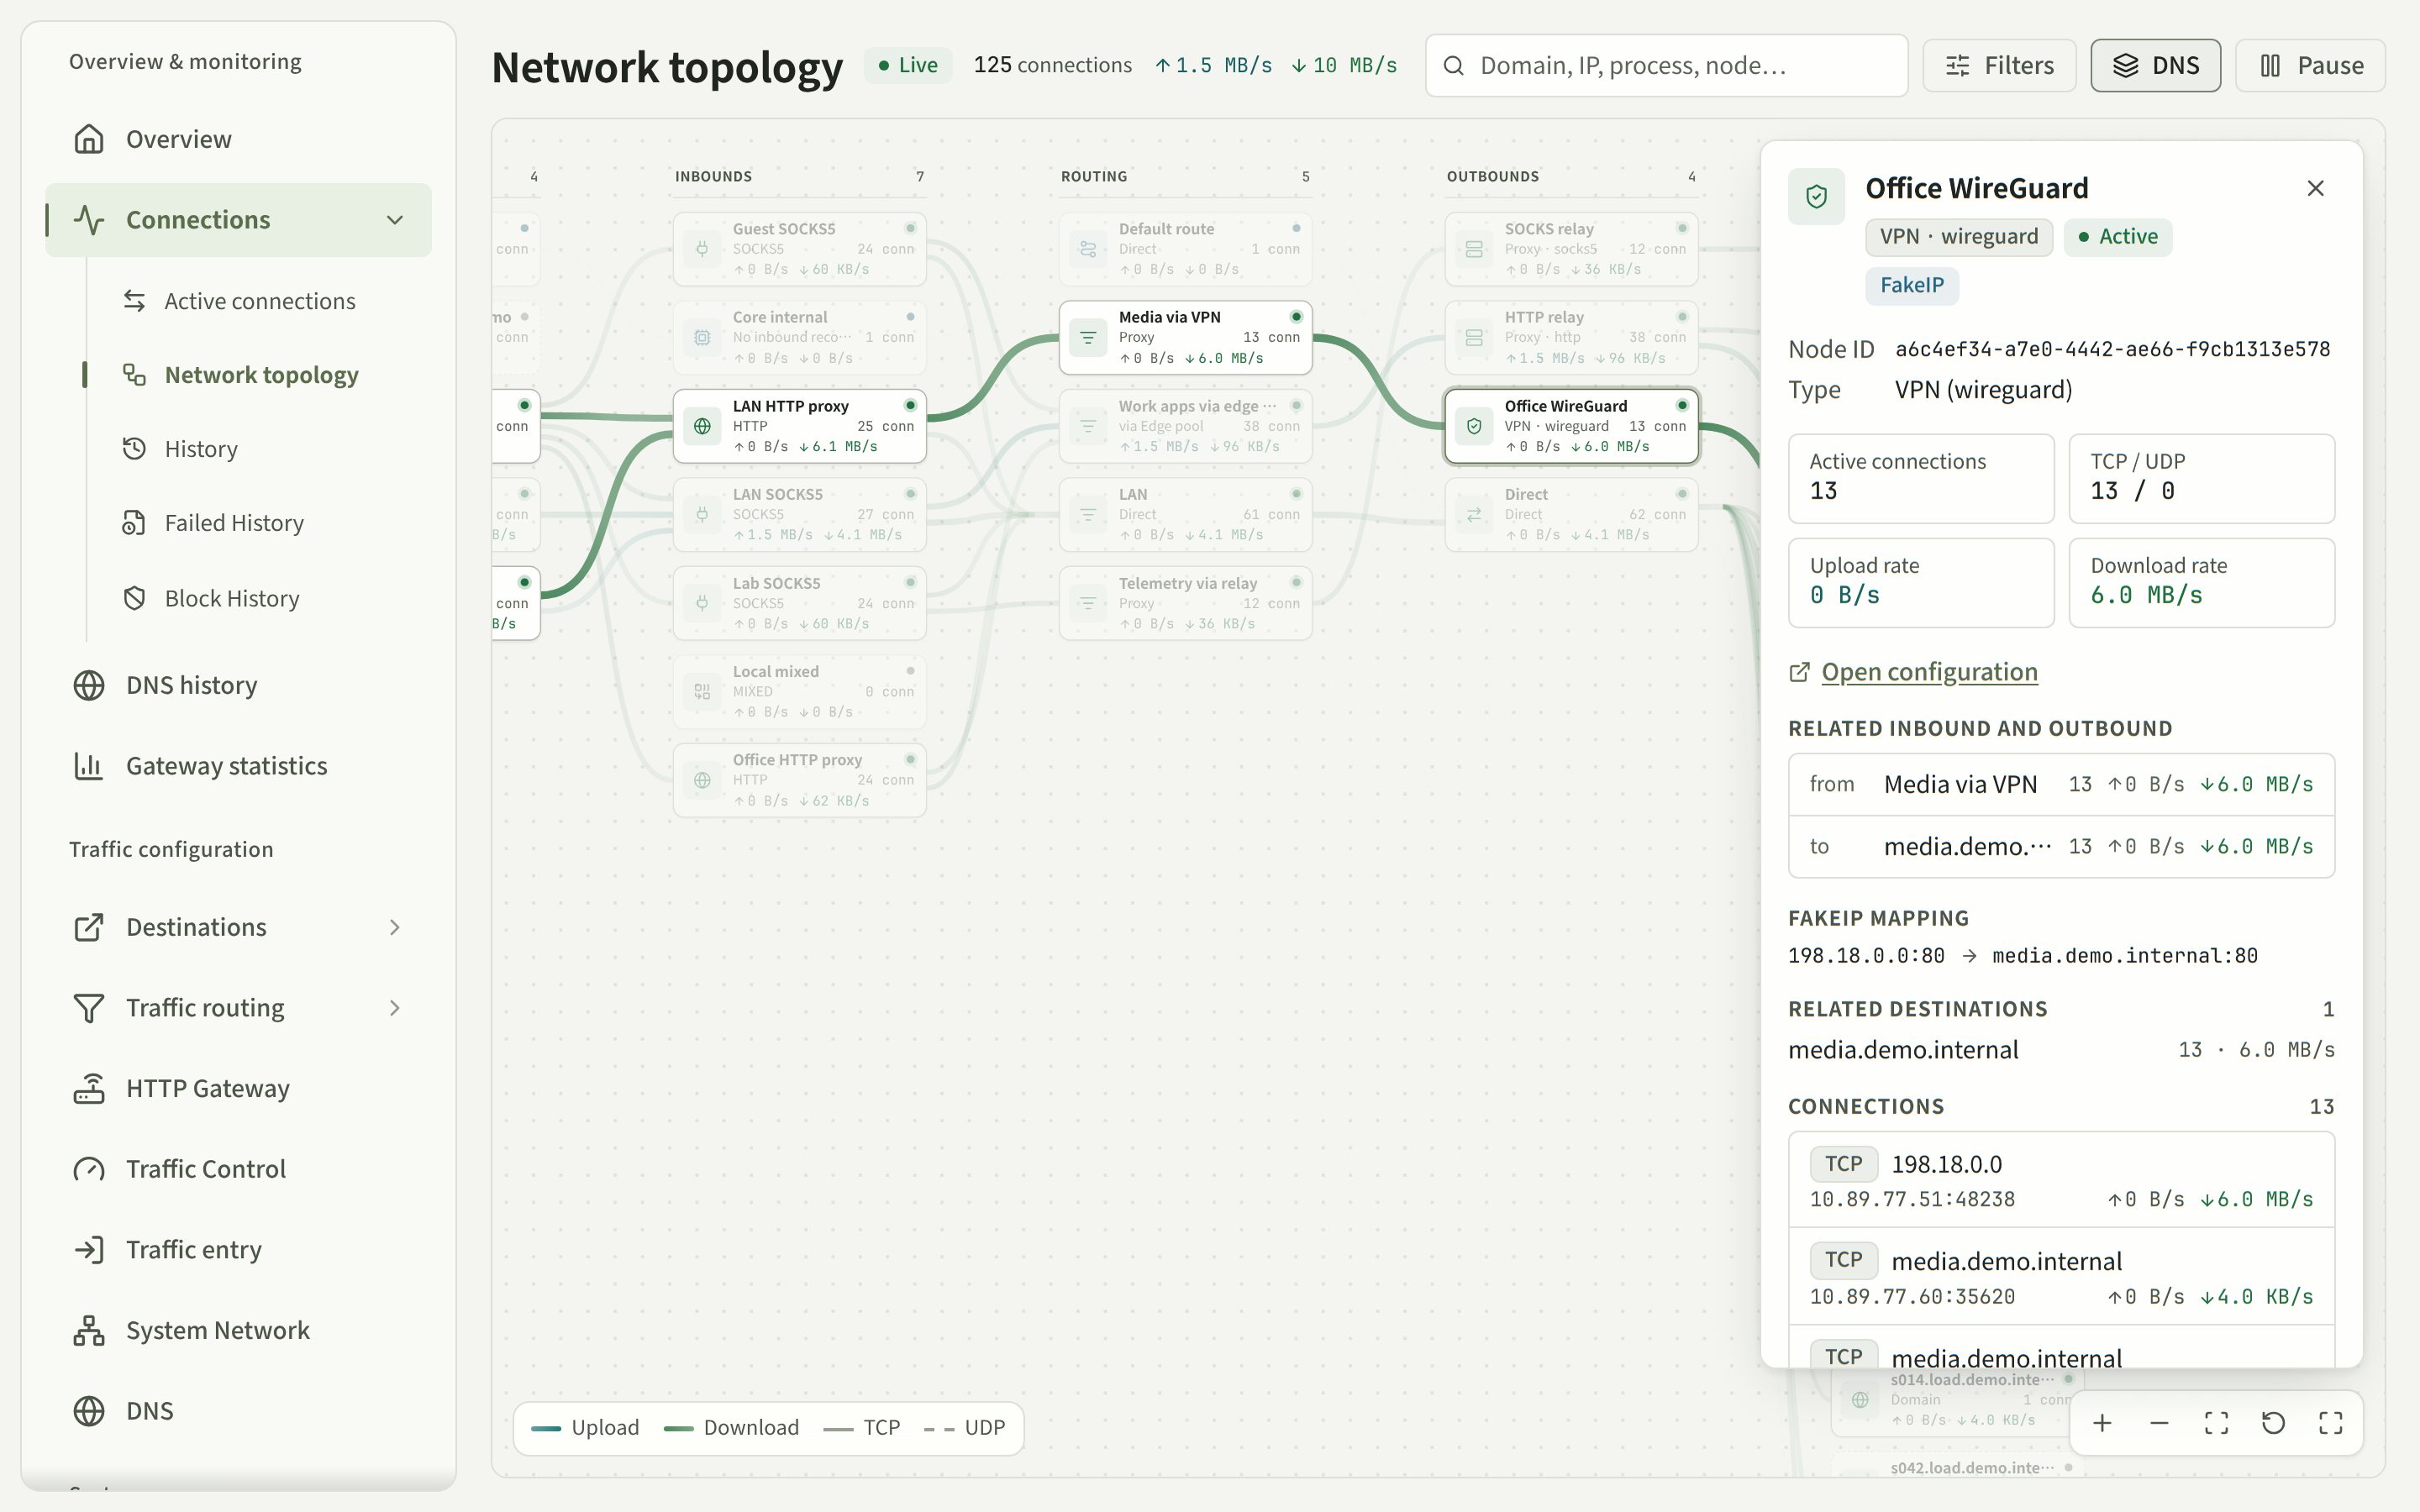 Overview & monitoring
Overview
Connections
Active connections
Network topology
History
Failed History
Block History
DNS history
Gateway statistics
Traffic configuration
Destinations
Traffic routing
HTTP Gateway
Traffic Control
Traffic entry
System Network
DNS
Network topology
Live
125 connections
↑ 1.5 MB/s ↓ 10 MB/s
Domain, IP, process, node…
Filters
DNS
Pause
4
conn
mo
conn
conn
conn
B/s
conn
B/s
INBOUNDS 7
Guest SOCKS5
SOCKS5 24 conn
↑0 B/s ↓60 KB/s
Core internal
No inbound reco… 1 conn
↑0 B/s ↓0 B/s
LAN HTTP proxy
HTTP 25 conn
↑0 B/s ↓6.1 MB/s
LAN SOCKS5
SOCKS5 27 conn
↑1.5 MB/s ↓4.1 MB/s
Lab SOCKS5
SOCKS5 24 conn
↑0 B/s ↓60 KB/s
Local mixed
MIXED 0 conn
↑0 B/s ↓0 B/s
Office HTTP proxy
HTTP 24 conn
↑0 B/s ↓62 KB/s
ROUTING 5
Default route
Direct 1 conn
↑0 B/s ↓0 B/s
Media via VPN
Proxy 13 conn
↑0 B/s ↓6.0 MB/s
Work apps via edge …
via Edge pool 38 conn
↑1.5 MB/s ↓96 KB/s
LAN
Direct 61 conn
↑0 B/s ↓4.1 MB/s
Telemetry via relay
Proxy 12 conn
↑0 B/s ↓36 KB/s
OUTBOUNDS 4
SOCKS relay
Proxy · socks5 12 conn
↑0 B/s ↓36 KB/s
HTTP relay
Proxy · http 38 conn
↑1.5 MB/s ↓96 KB/s
Office WireGuard
VPN · wireguard 13 conn
↑0 B/s ↓6.0 MB/s
Direct
Direct 62 conn
↑0 B/s ↓4.1 MB/s
Office WireGuard
VPN · wireguard
Active
FakeIP
Node ID a6c4ef34-a7e0-4442-ae66-f9cb1313e578
Type VPN (wireguard)
Active connections
13
TCP / UDP
13 / 0
Upload rate
0 B/s
Download rate
6.0 MB/s
Open configuration
RELATED INBOUND AND OUTBOUND
from Media via VPN 13 ↑0 B/s ↓6.0 MB/s
to media.demo.… 13 ↑0 B/s ↓6.0 MB/s
FAKEIP MAPPING
198.18.0.0:80 → media.demo.internal:80
RELATED DESTINATIONS 1
media.demo.internal 13 · 6.0 MB/s
CONNECTIONS 13
TCP 198.18.0.0
10.89.77.51:48238 ↑0 B/s ↓6.0 MB/s
TCP media.demo.internal
10.89.77.60:35620 ↑0 B/s ↓4.0 KB/s
TCP media.demo.internal
s014.load.demo.inte…
Domain 1 conn
↑0 B/s ↓4.0 KB/s
s042.load.demo.inte…
Upload
Download
TCP
UDP